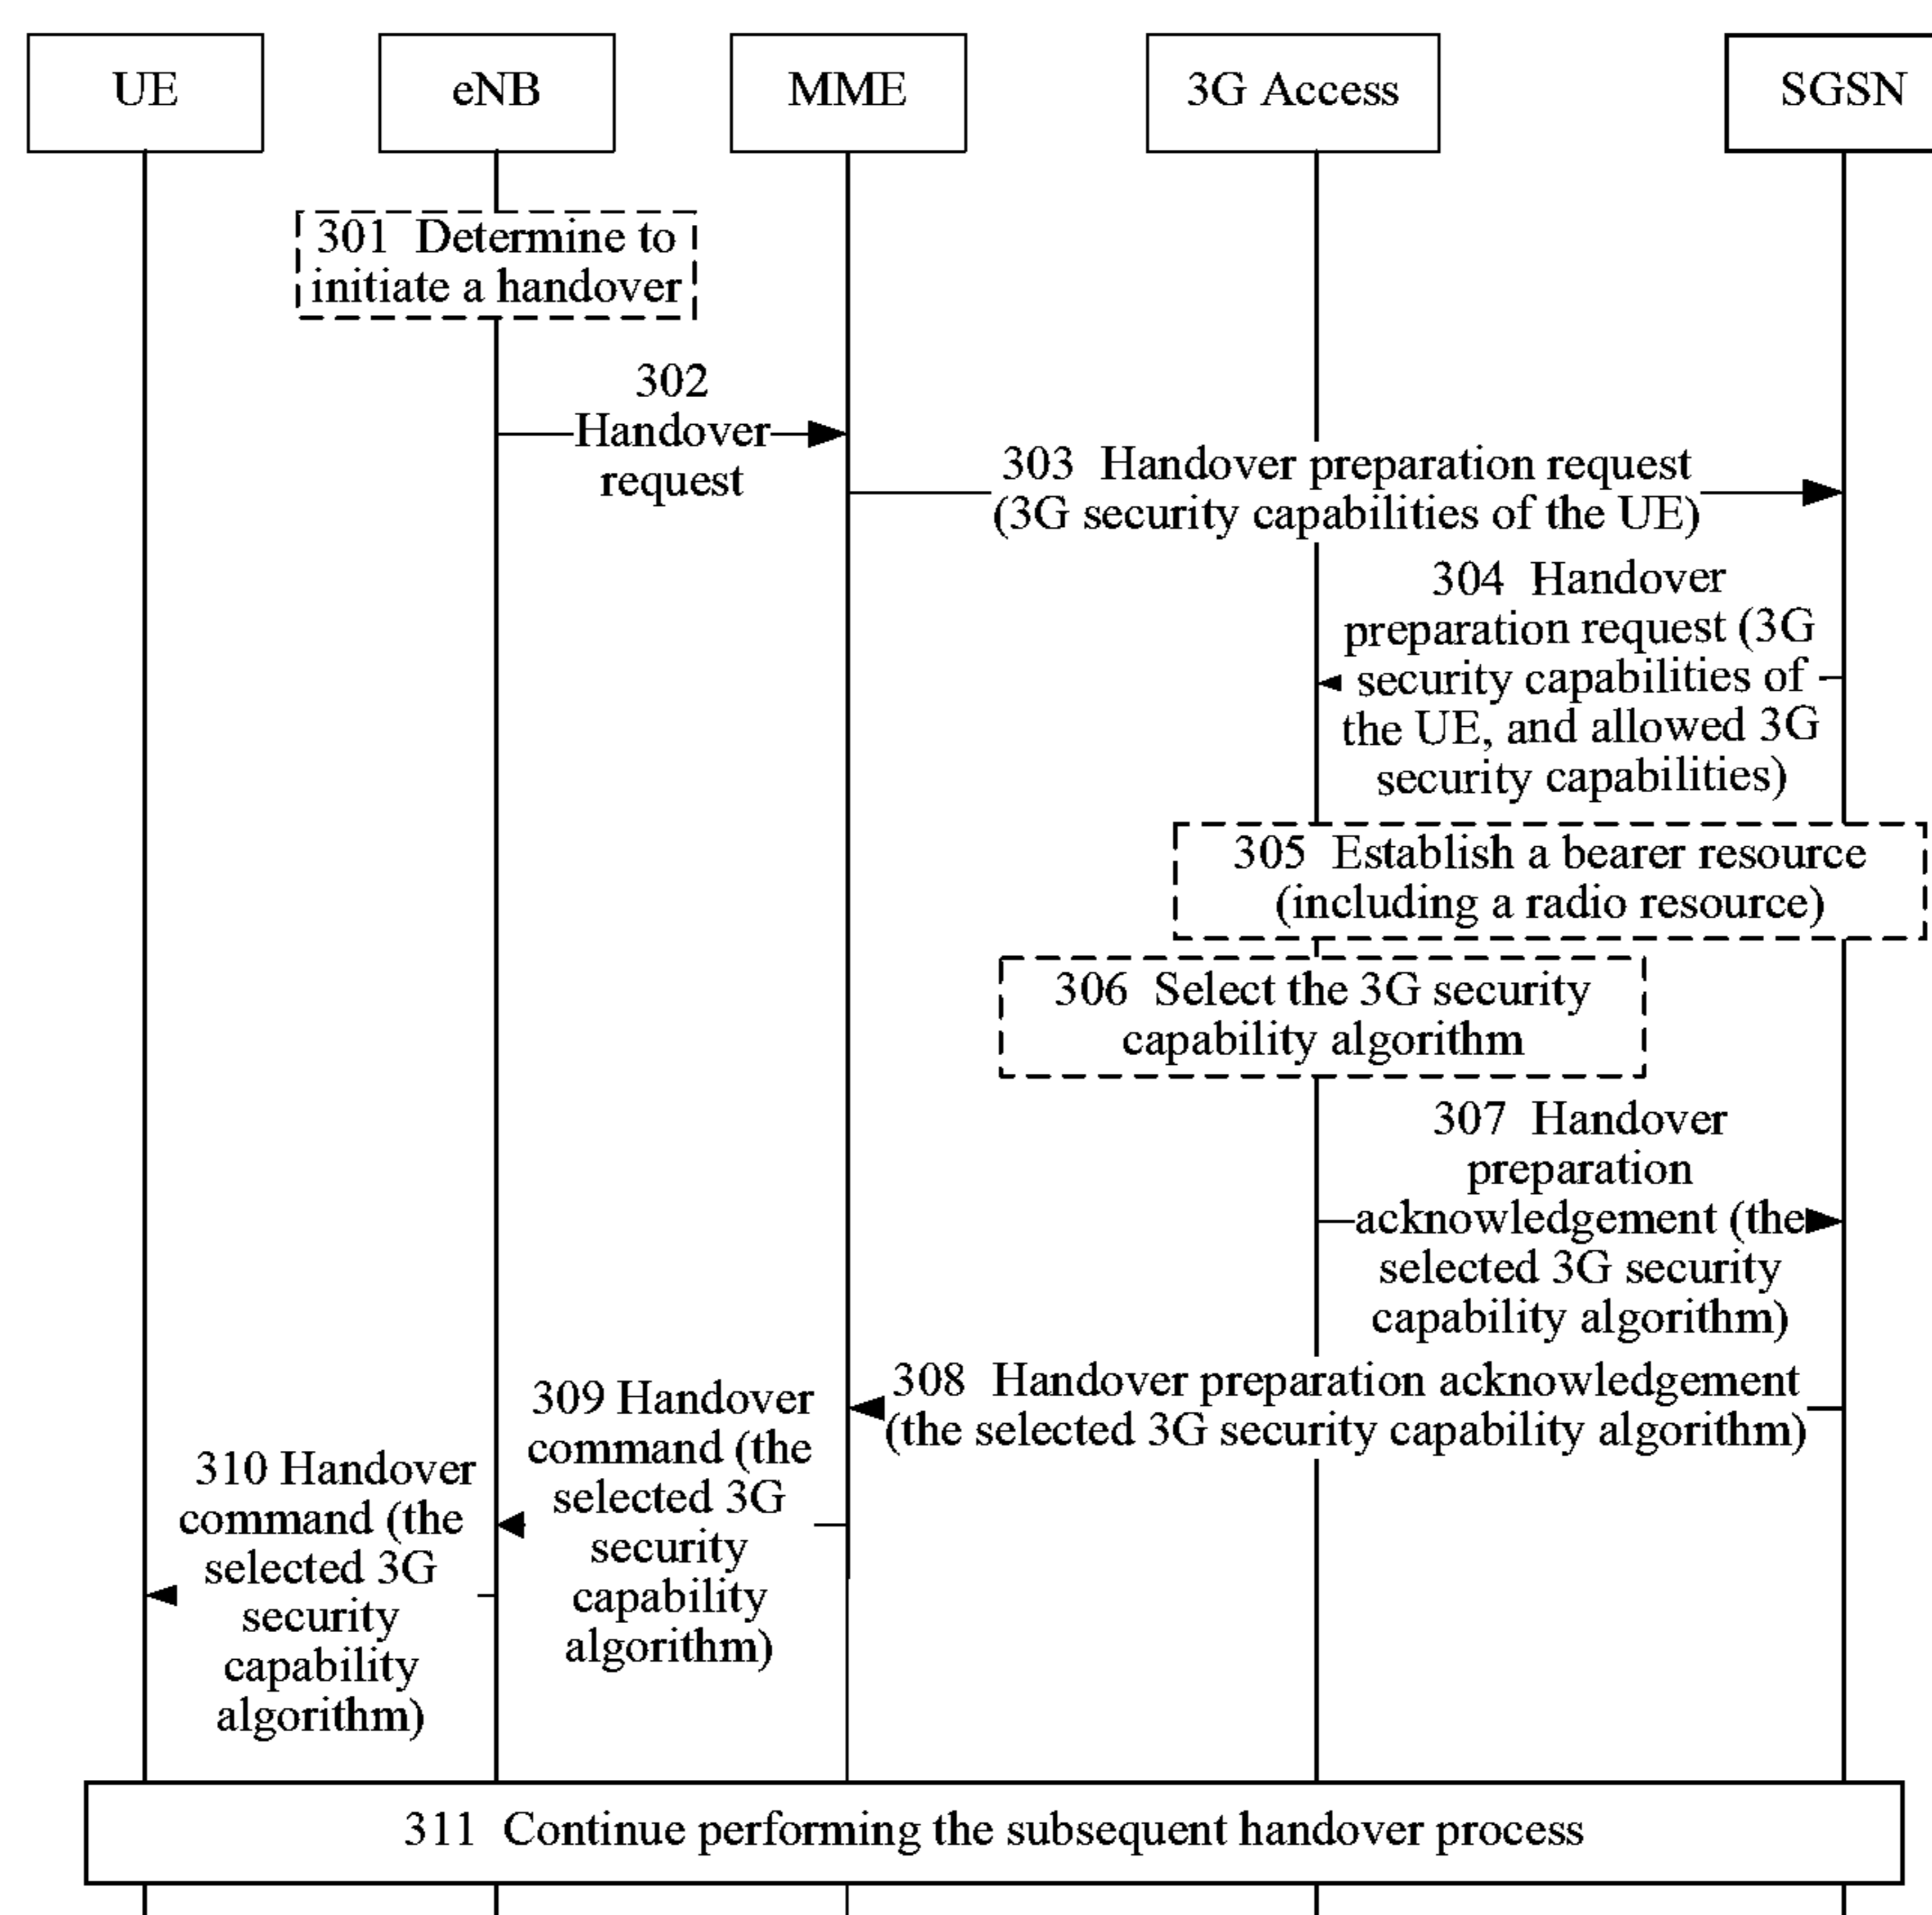 UE
eNB
MME
3G Access
SGSN
301 Determine to
initiate a handover
302
Handover
request
303 Handover preparation request
(3G security capabilities of the UE)
304 Handover
preparation request (3G
security capabilities of
the UE, and allowed 3G
security capabilities)
305 Establish a bearer resource
(including a radio resource)
306 Select the 3G security
capability algorithm
307 Handover
preparation
acknowledgement (the
selected 3G security
capability algorithm)
308 Handover preparation acknowledgement
(the selected 3G security capability algorithm)
309 Handover
command (the
selected 3G
security
capability
algorithm)
310 Handover
command (the
selected 3G
security
capability
algorithm)
311 Continue performing the subsequent handover process